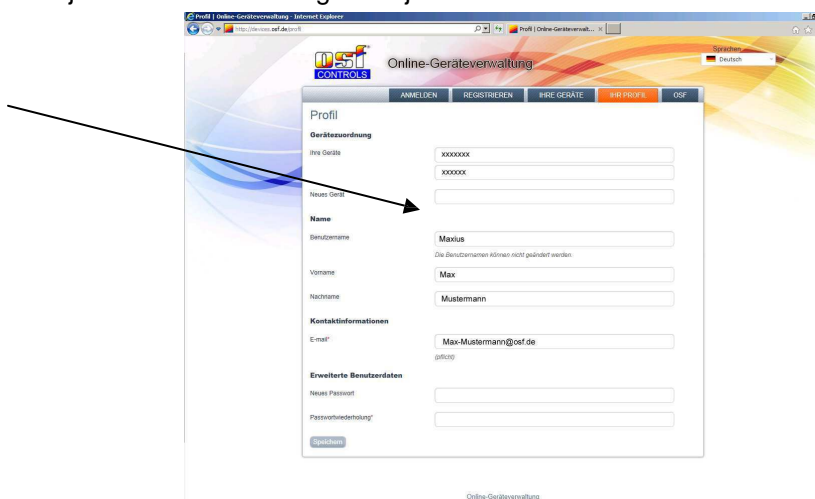 Profil | Online-Geräteverwaltung - Internet Explorer
http://devices.osf.de/profil
Profil | Online-Geräteverwalt...
osf
CONTROLS
Online-Geräteverwaltung
Sprachen
Deutsch
ANMELDEN REGISTRIEREN IHRE GERÄTE IHR PROFIL OSF
Profil
Gerätezuordnung
Ihre Geräte xxxxxxx
xxxxxx
Neues Gerät
Name
Benutzername Maxius
Die Benutzernamen können nicht geändert werden.
Vorname Max
Nachname Mustermann
Kontaktinformationen
E-mail* Max-Mustermann@osf.de
(pflicht)
Erweiterte Benutzerdaten
Neues Passwort
Passwortwiederholung*
Speichern
Online-Geräteverwaltung